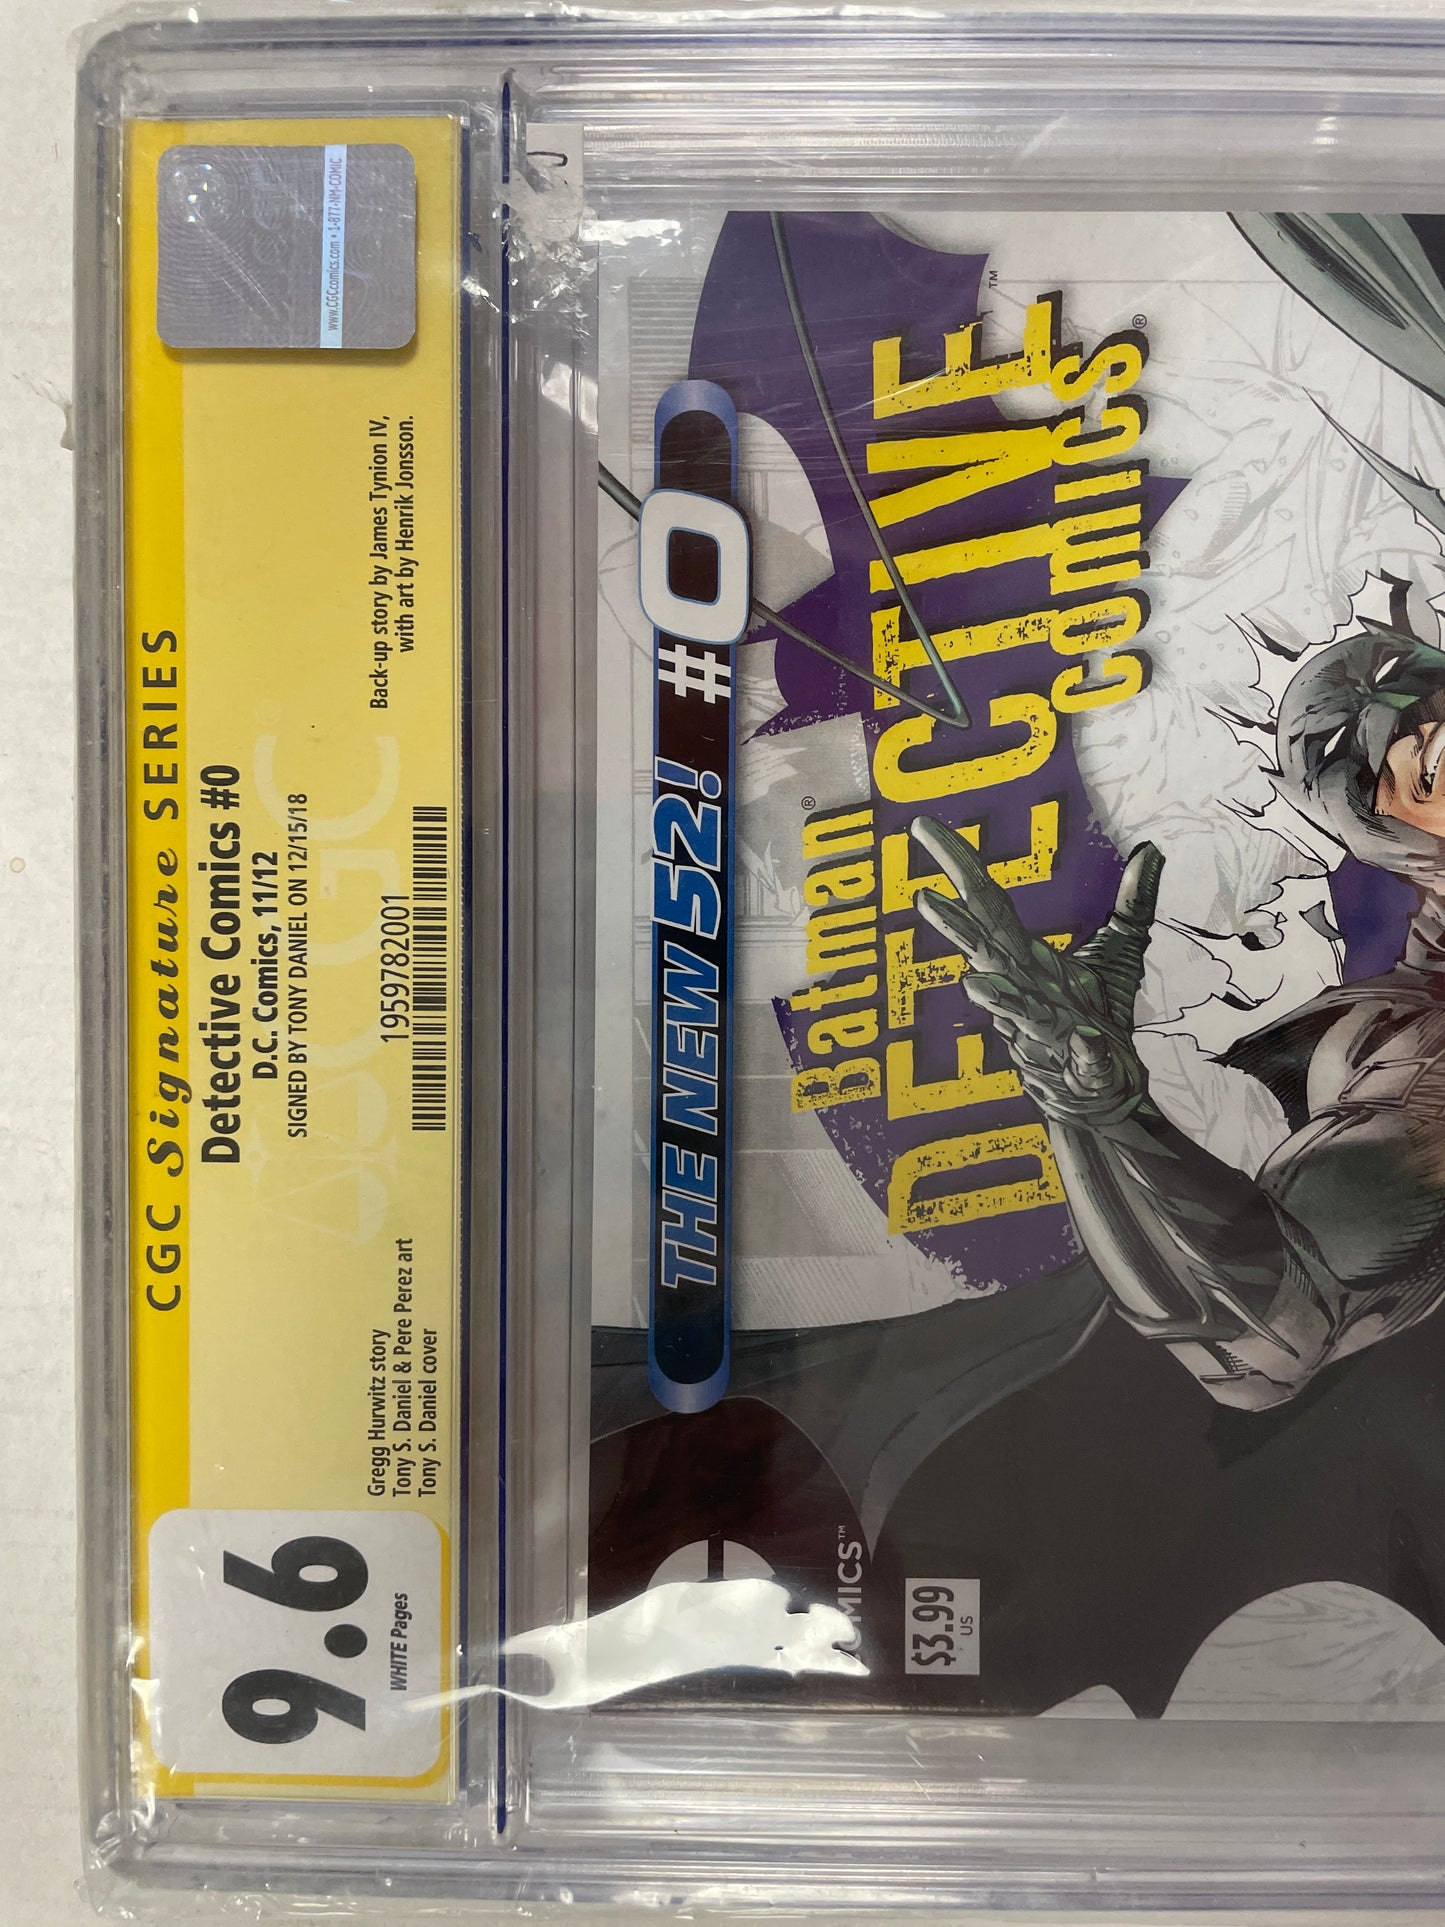 CGC Signature SERIES
Detective Comics #0
D.C. Comics, 11/12
SIGNED BY TONY DANIEL ON 12/15/18
Gregg Hurwitz story
Tony S. Daniel & Pere Perez art
Tony S. Daniel cover
Back-up story by James Tynion IV,
with art by Henrik Jonsson.
1959782001
9.6
WHITE Pages
www.CGCcomics.com • 1-877-NM-COMIC
THE NEW 52! #0
Batman®
DETECTIVE™
COMICS®
COMICS™
$3.99
US